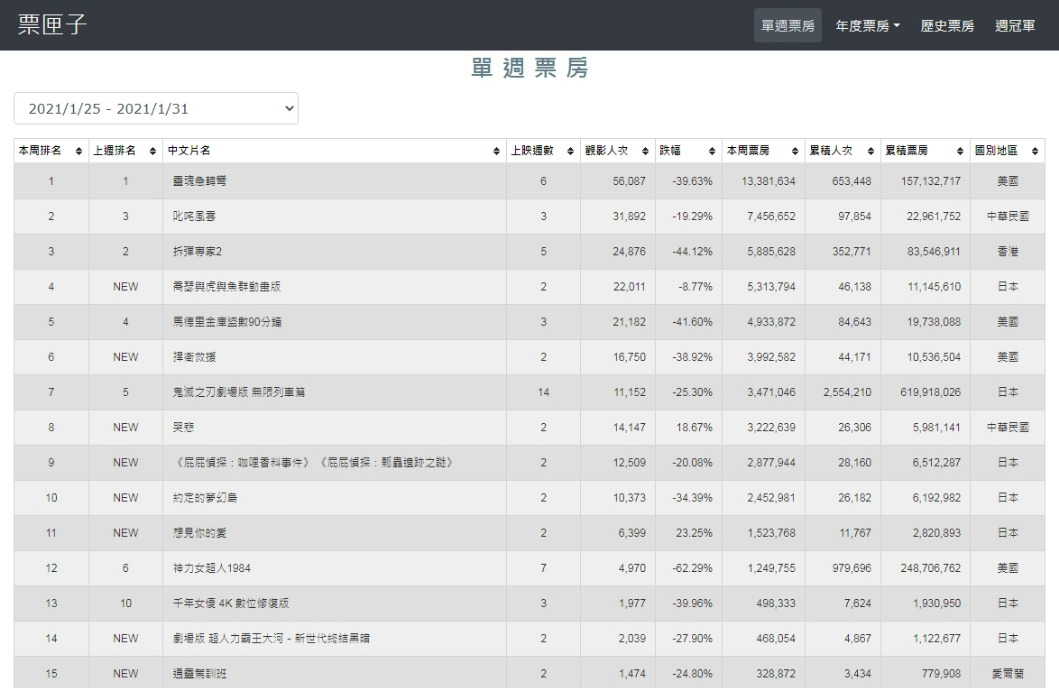 票匣子 單週票房 年度票房 歷史票房 週冠軍
單週票房
2021/1/25 - 2021/1/31
本周排名 上週排名 中文片名 上映週數 觀影人次 跌幅 本周票房 累積人次 累積票房 國別地區
1 1 靈魂急轉彎 6 56,087 -39.63% 13,381,634 653,448 157,132,717 美國
2 3 叱咤風雲 3 31,892 -19.29% 7,456,652 97,854 22,961,752 中華民國
3 2 拆彈專家2 5 24,876 -44.12% 5,885,628 352,771 83,546,911 香港
4 NEW 喬瑟與虎與魚群動畫版 2 22,011 -8.77% 5,313,794 46,138 11,145,610 日本
5 4 馬德里金庫盜數90分鐘 3 21,182 -41.60% 4,933,872 84,643 19,738,088 美國
6 NEW 捍衛救援 2 16,750 -38.92% 3,992,582 44,171 10,536,504 美國
7 5 鬼滅之刃劇場版 無限列車篇 14 11,152 -25.30% 3,471,046 2,554,210 619,918,026 日本
8 NEW 哭悲 2 14,147 18.67% 3,222,639 26,306 5,981,141 中華民國
9 NEW 《屁屁偵探：咖哩香料事件》《屁屁偵探：瓢蟲遺跡之謎》 2 12,509 -20.08% 2,877,944 28,160 6,512,287 日本
10 NEW 約定的夢幻島 2 10,373 -34.39% 2,452,981 26,182 6,192,982 日本
11 NEW 想見你的愛 2 6,399 23.25% 1,523,768 11,767 2,820,893 日本
12 6 神力女超人1984 7 4,970 -62.29% 1,249,755 979,696 248,706,762 美國
13 10 千年女優 4K 數位修復版 3 1,977 -39.96% 498,333 7,624 1,930,950 日本
14 NEW 劇場版 超人力霸王大河 - 新世代終結黑暗 2 2,039 -27.90% 468,054 4,867 1,122,677 日本
15 NEW 通靈駕訓班 2 1,474 -24.80% 328,872 3,434 779,908 愛爾蘭